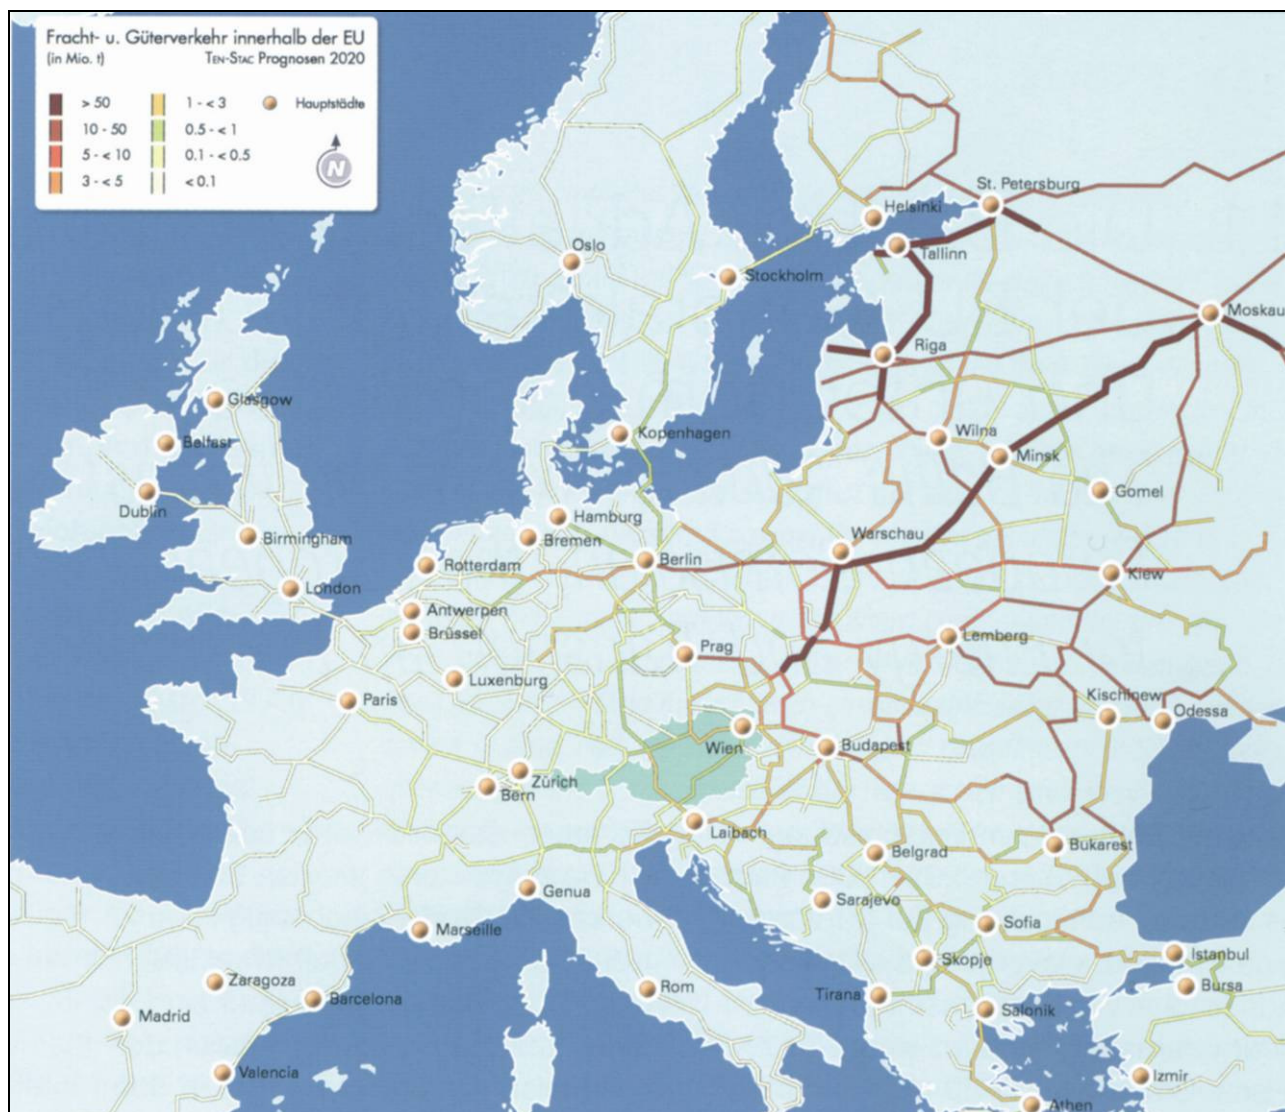 Fracht- u. Güterverkehr innerhalb der EU
(in Mio. t) TEN-STAC Prognosen 2020
> 50
10 - 50
5 - < 10
3 - < 5
1 - < 3
0.5 - < 1
0.1 - < 0.5
< 0.1
Hauptstädte
N
St. Petersburg
Helsinki
Oslo
Tallinn
Stockholm
Moskau
Riga
Glasgow
Kopenhagen
Wilna
Belfast
Minsk
Gomel
Dublin
Hamburg
Birmingham
Bremen
Warschau
Berlin
Rotterdam
Kiew
London
Antwerpen
Brüssel
Lemberg
Prag
Luxenburg
Kischinew
Paris
Odessa
Wien
Budapest
Zürich
Bern
Laibach
Belgrad
Bukarest
Genua
Sarajevo
Sofia
Marseille
Skopje
Istanbul
Zaragoza
Rom
Bursa
Barcelona
Tirana
Madrid
Salonik
Valencia
Izmir
Athen